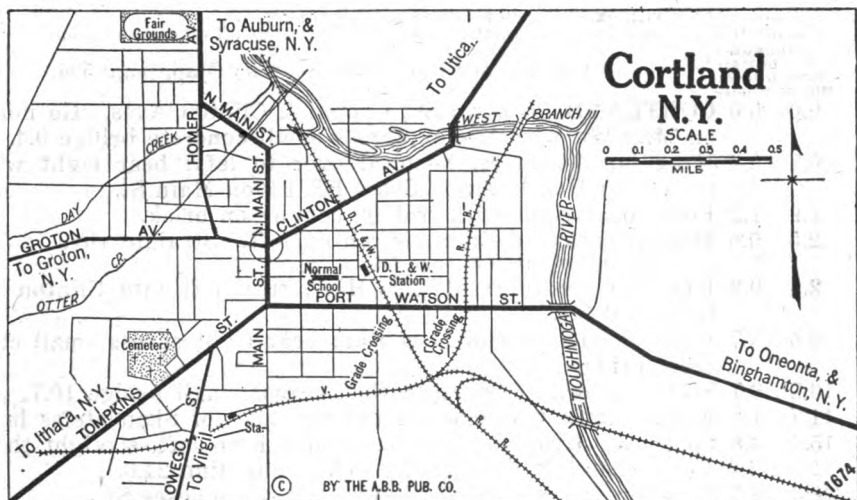 Fair
Grounds
AV.
To Auburn, &
Syracuse, N.Y.
To Utica,
Cortland
N.Y.
SCALE
0 0.1 0.2 0.3 0.4 0.5
MILE
N. MAIN ST.
WEST BRANCH
HOMER
CREEK
DAY
N. MAIN ST.
CLINTON AV.
GROTON AV.
To Groton,
N.Y.
OTTER CR.
D. L. & W.
R. R.
RIVER
TIOUGHNIOGA
Normal
School
D. L. & W.
Station
PORT WATSON ST.
MAIN ST.
Cemetery
Grade Crossing
Grade Crossing
To Oneonta, &
Binghamton, N.Y.
To Ithaca, N.Y.
TOMPKINS ST.
OWEGO ST.
To Virgil
Sta.
L. V.
R. R.
© BY THE A.B.B. PUB. CO.
1674